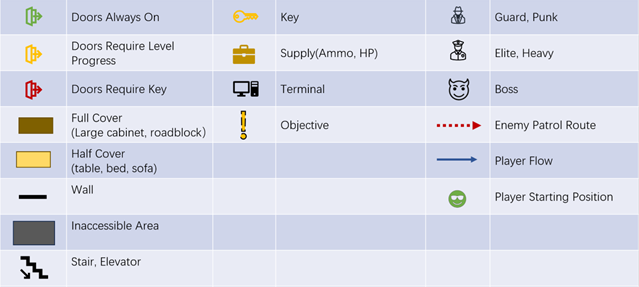 Doors Always On
Key
Guard, Punk
Doors Require Level
Progress
Supply(Ammo, HP)
Elite, Heavy
Doors Require Key
Terminal
Boss
Full Cover
(Large cabinet, roadblock)
Objective
Enemy Patrol Route
Half Cover
(table, bed, sofa)
Player Flow
Wall
Player Starting Position
Inaccessible Area
Stair, Elevator